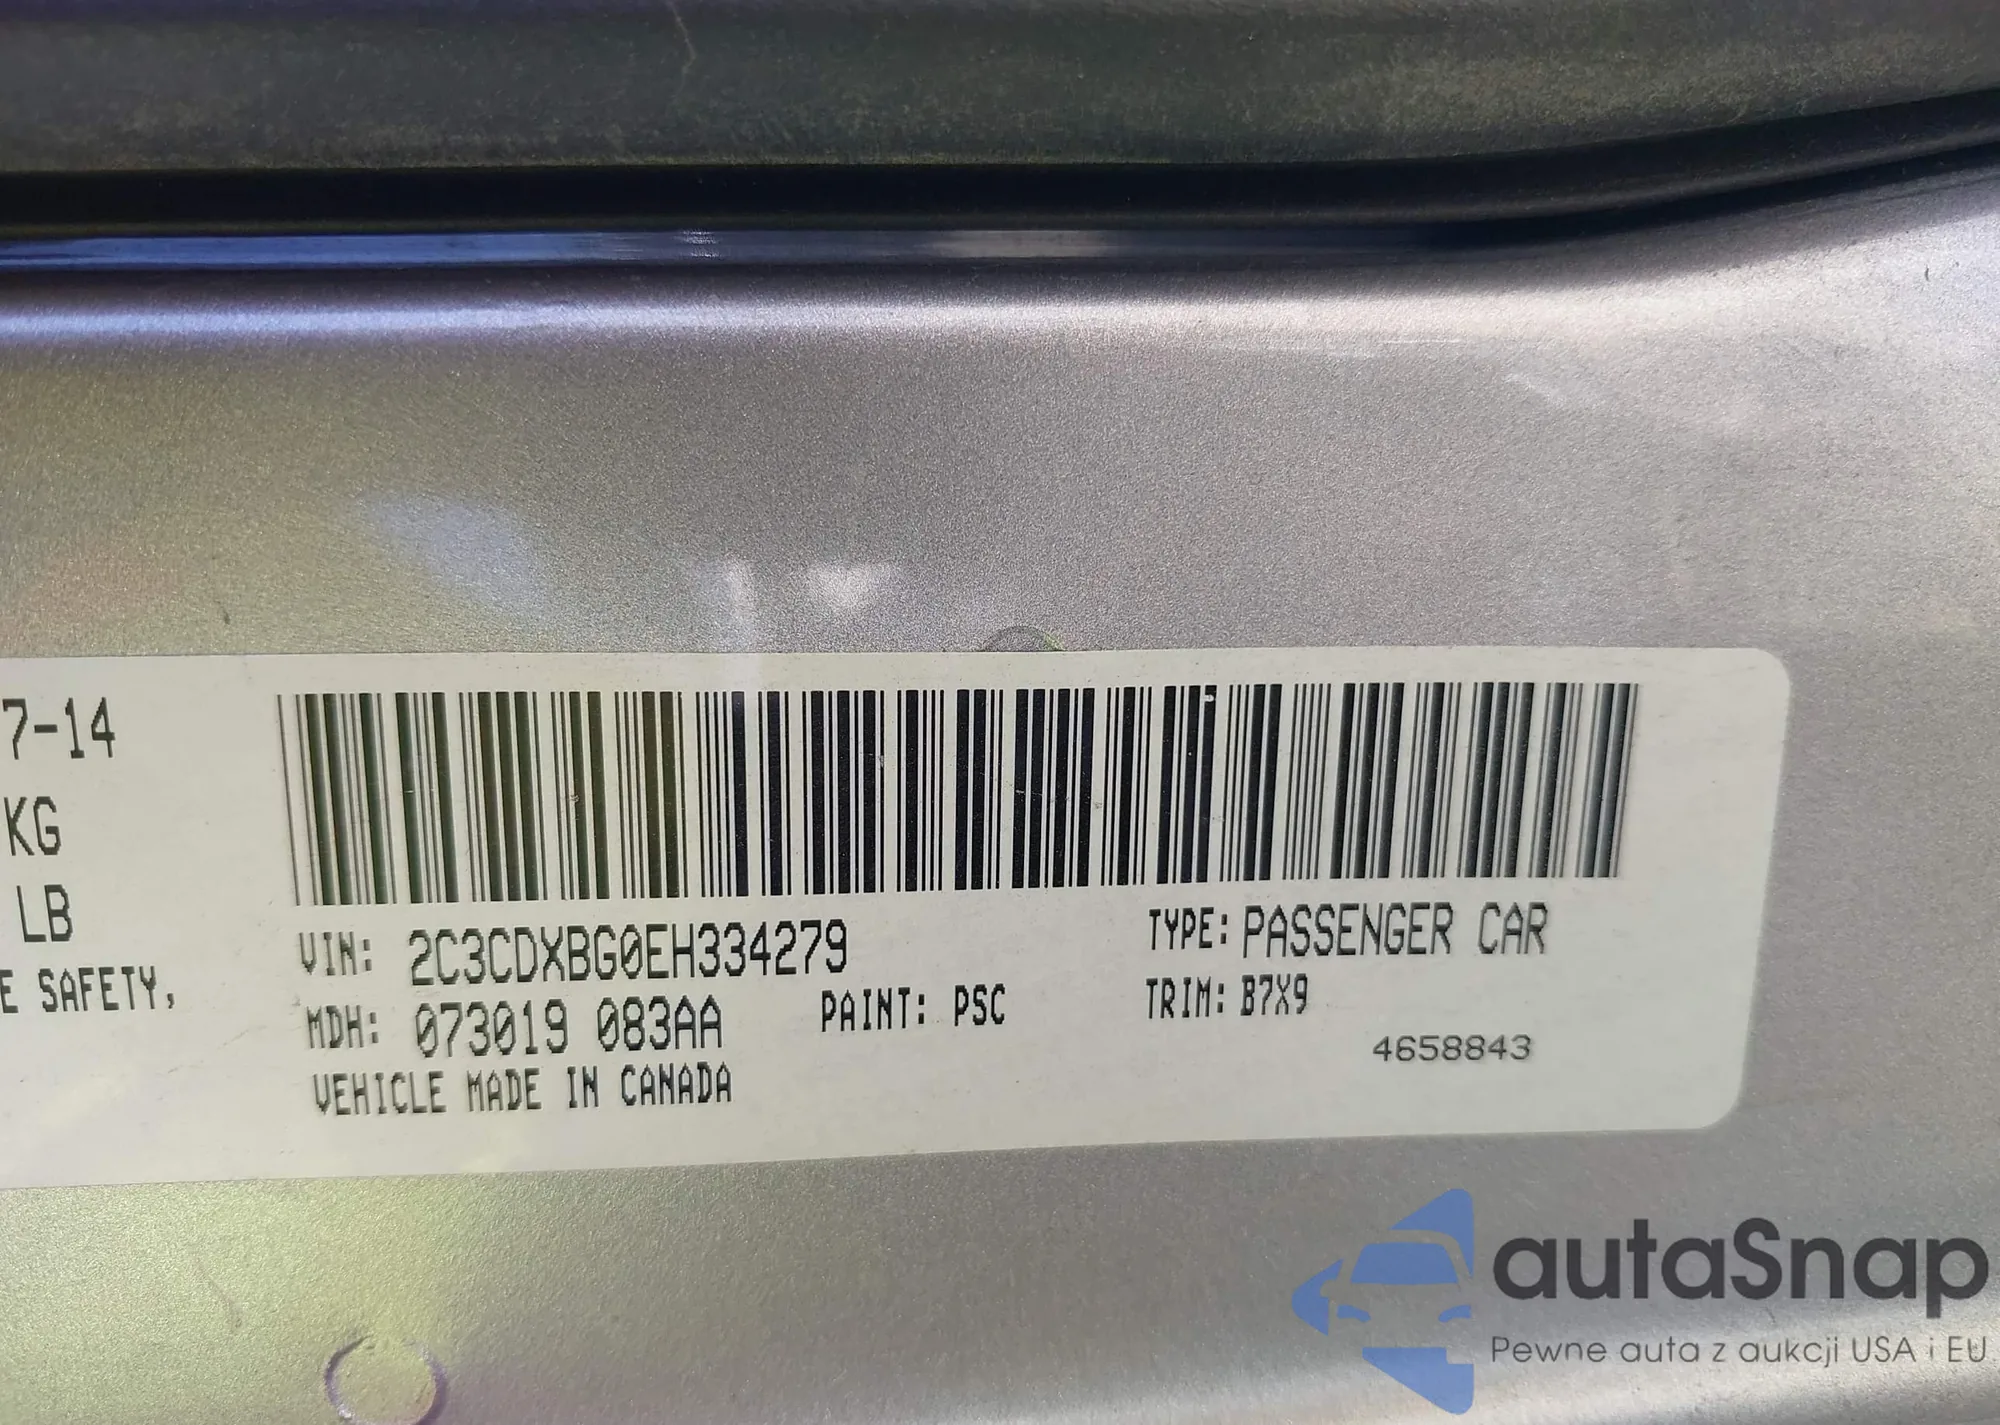 7-14
KG
LB
E SAFETY,
VIN: 2C3CDXBG0EH334279
TYPE: PASSENGER CAR
MDH: 073019 083AA
PAINT: PSC
TRIM: B7X9
VEHICLE MADE IN CANADA
4658843
autaSnap
Pewne auta z aukcji USA i EU